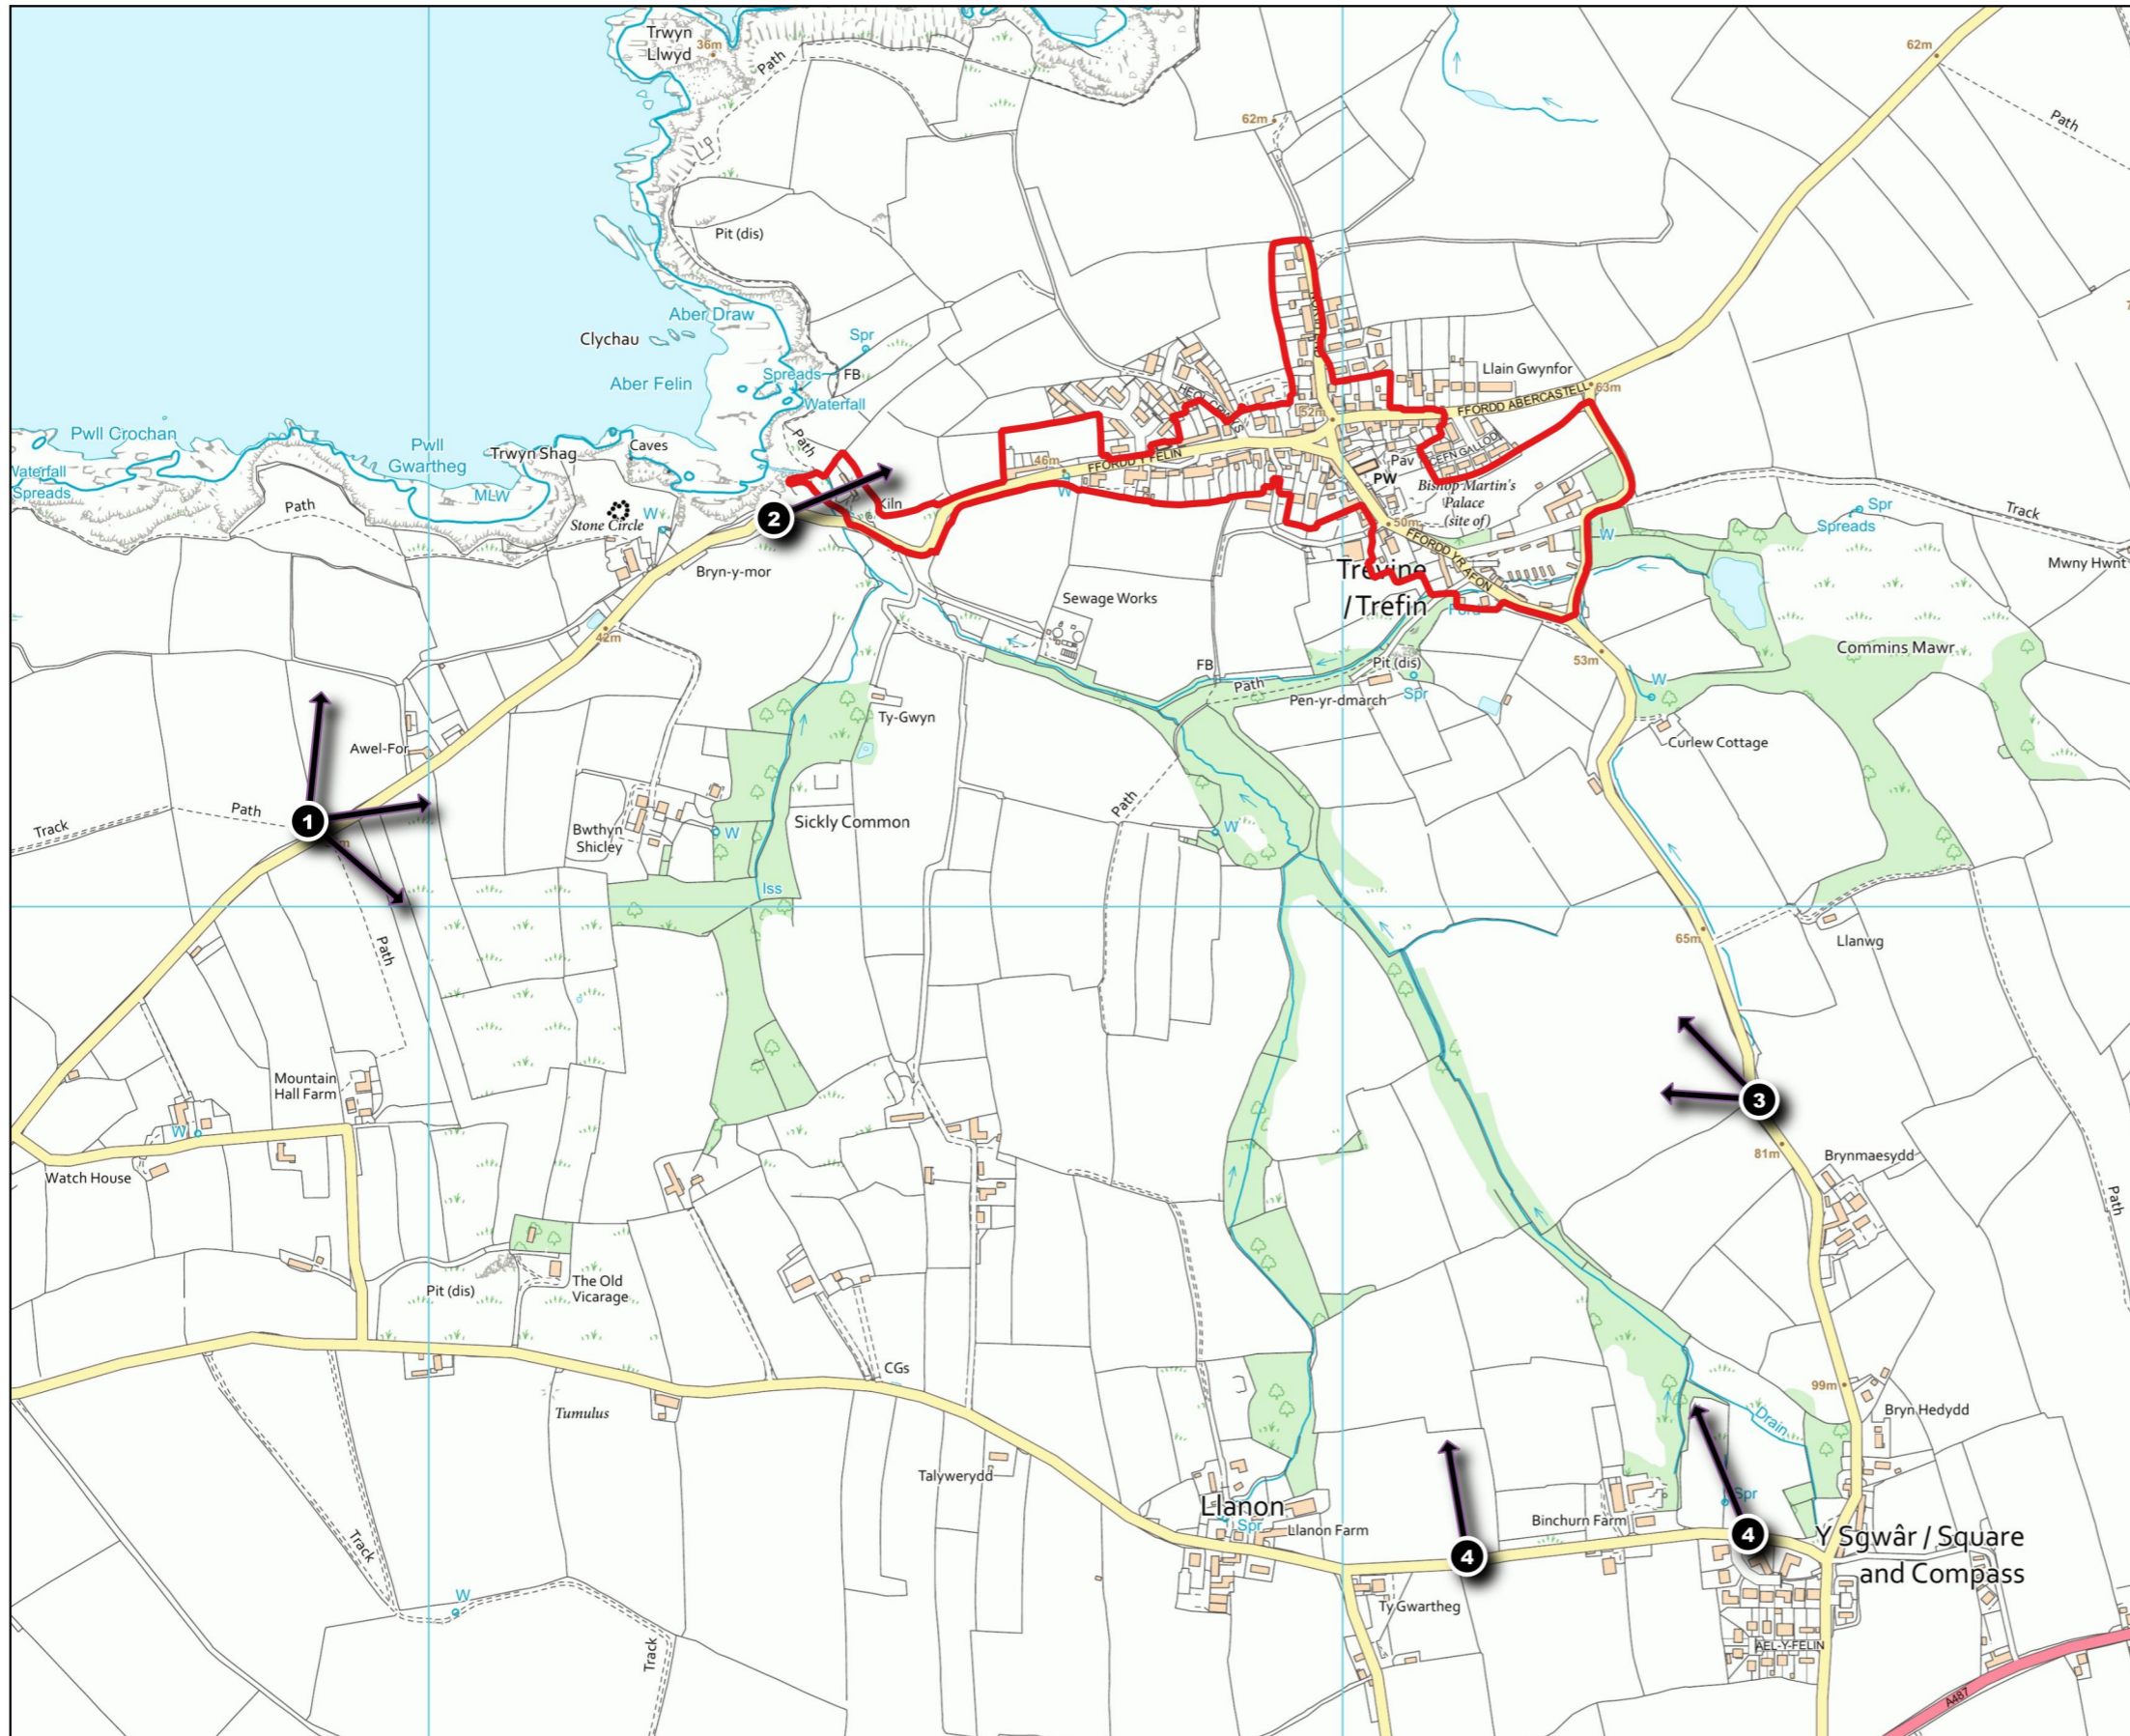 Trwyn
Llwyd
36m
Path
62m
62m
Path
Pit (dis)
Aber Draw
Clychau
Aber Felin
Spr
Spreads
FB
Waterfall
Llain Gwynfor
63m
FFORDD ABERCASTELL
52m
Pwll Crochan
Pwll
Gwartheg
Trwyn Shag
Caves
Path
46m
FFORDD Y FELIN
W
Pav
CEFN GALLOD
PW
Bishop Martin's
Palace
(site of)
Waterfall
Spreads
MLW
Path
Stone Circle
W
2
Kiln
50m
FFORDD YR AFON
Spr
Spreads
Track
W
Mwny Hwnt
Bryn-y-mor
Trevine
/ Trefin
Ford
Sewage Works
42m
Commins Mawr
53m
FB
Path
Pit (dis)
Spr
W
Pen-yr-dmarch
Ty-Gwyn
Awel-For
Curlew Cottage
Track
Path
1
Bwthyn
Shicley
W
Sickly Common
Path
W
Iss
Path
65m
Llanwg
Mountain
Hall Farm
W
3
81m
Brynmaesydd
Watch House
Path
Pit (dis)
The Old
Vicarage
CGs
99m
Bryn Hedydd
Tumulus
Drain
Talywerydd
Llanon
Spr
Llanon Farm
Binchurn Farm
Spr
4
4
Y Sgwâr / Square
and Compass
Track
W
Ty Gwartheg
Track
AEL-Y-FELIN
A487